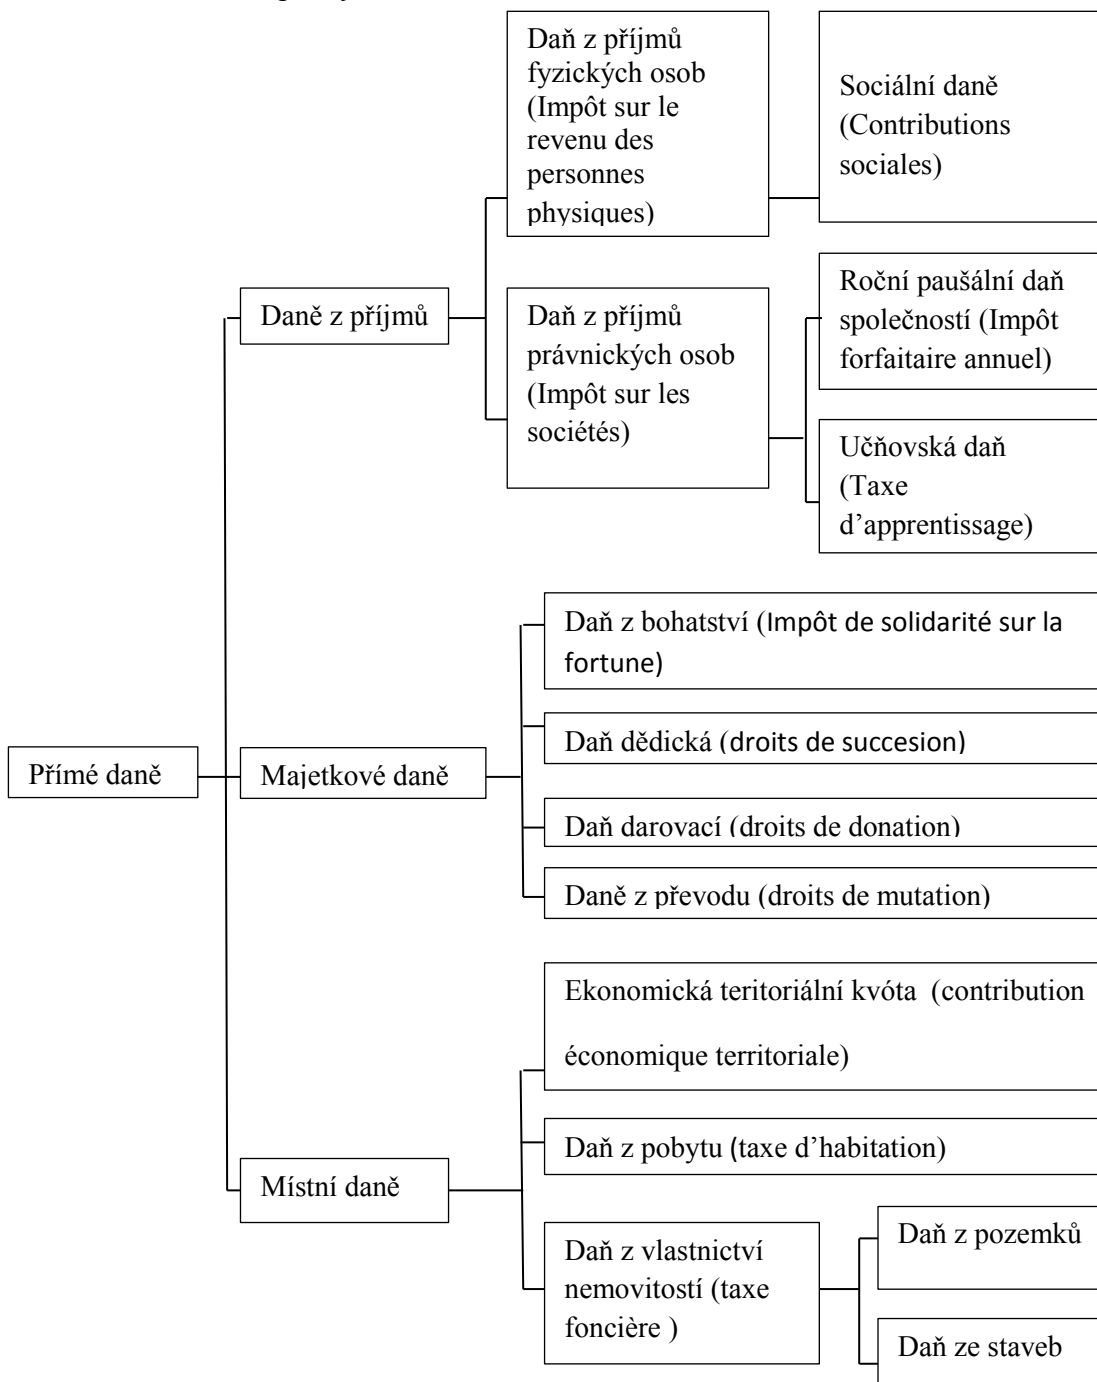 Daň z příjmů
fyzických osob
(Impôt sur le
revenu des
personnes
physiques)
Sociální daně
(Contributions
sociales)
Daně z příjmů
Daň z příjmů
právnických osob
(Impôt sur les
sociétés)
Roční paušální daň
společností (Impôt
forfaitaire annuel)
Učňovská daň
(Taxe
d’apprentissage)
Přímé daně
Majetkové daně
Daň z bohatství (Impôt de solidarité sur la
fortune)
Daň dědická (droits de succesion)
Daň darovací (droits de donation)
Daně z převodu (droits de mutation)
Místní daně
Ekonomická teritoriální kvóta (contribution
économique territoriale)
Daň z pobytu (taxe d’habitation)
Daň z vlastnictví
nemovitostí (taxe
foncière )
Daň z pozemků
Daň ze staveb